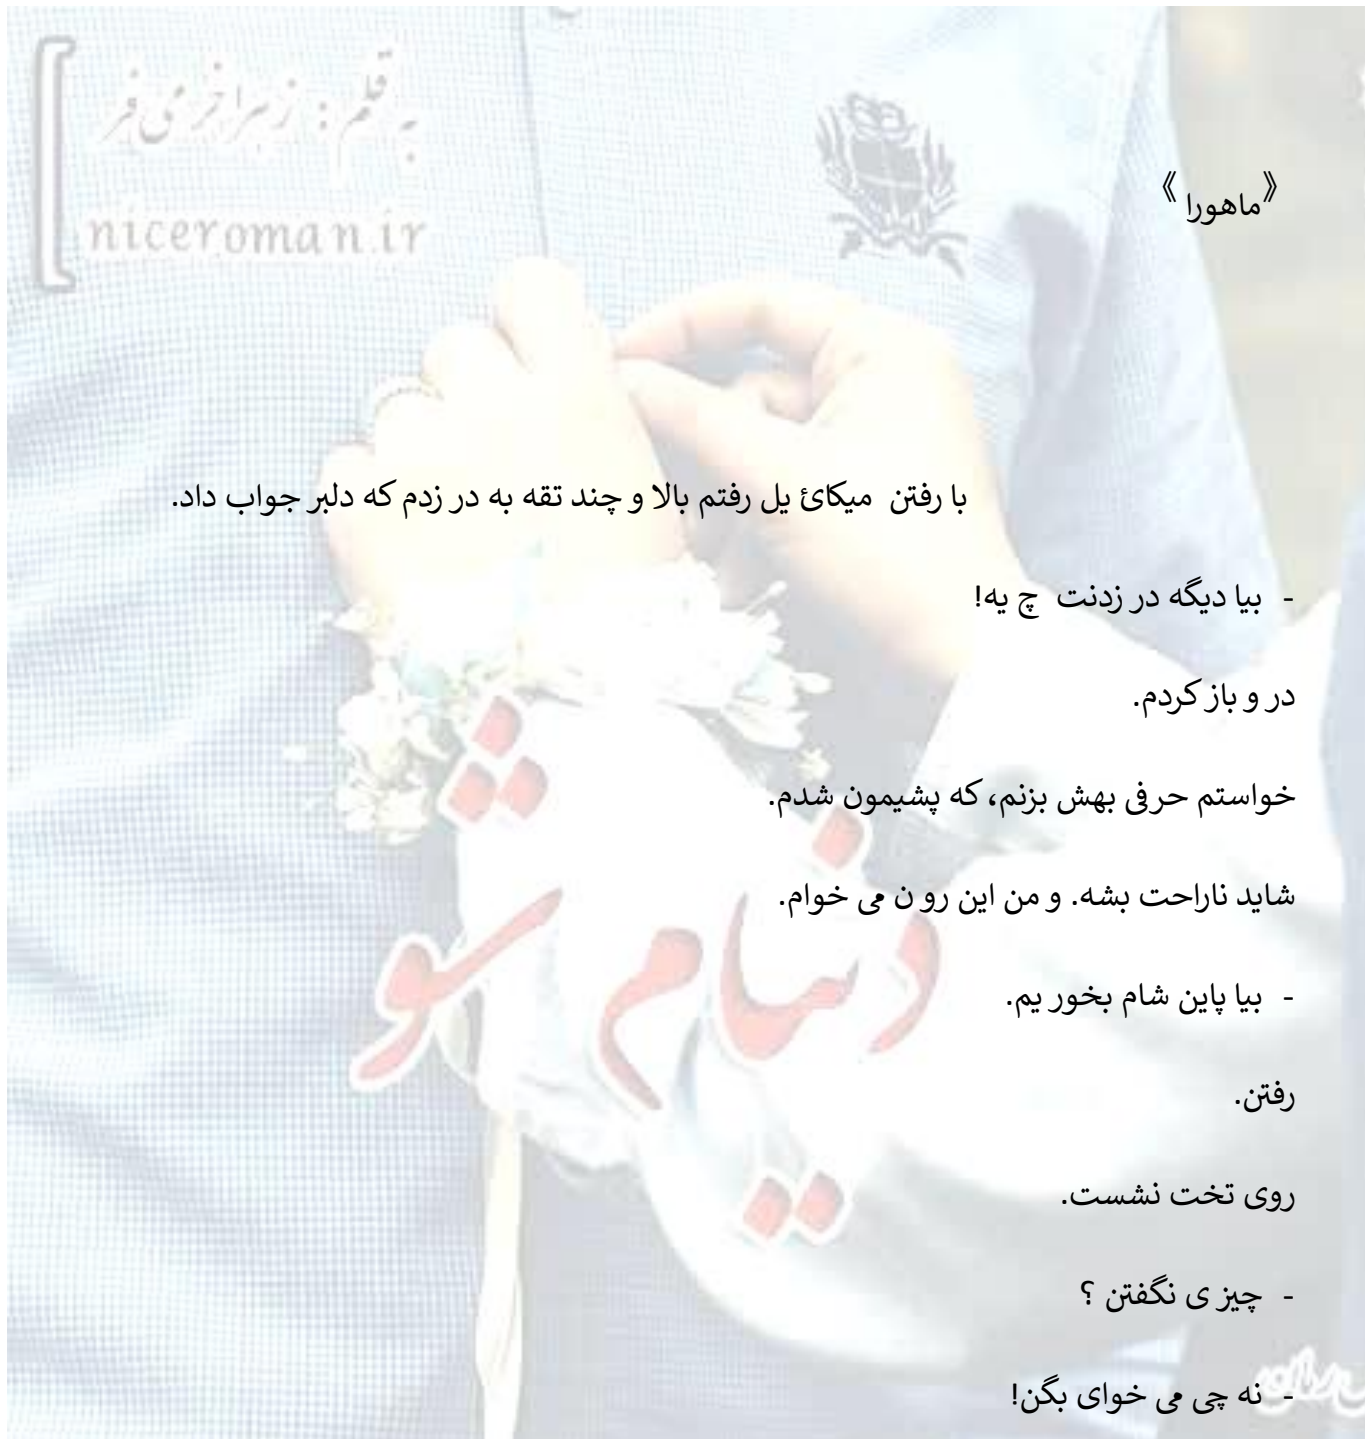 به قلم: زهرا خزمی فر
niceroman.ir
《ماهورا》
با رفتن میکائ یل رفتم بالا و چند تقه به در زدم که دلبر جواب داد.
- بیا دیگه در زدنت چ یه!
در و باز کردم.
خواستم حرفی بهش بزنم، که پشیمون شدم.
شاید ناراحت بشه. و من این رو ن می خوام.
- بیا پاین شام بخور یم.
رفتن.
روی تخت نشست.
- چیز ی نگفتن ؟
- نه چی می خوای بگن!
دنیام شو